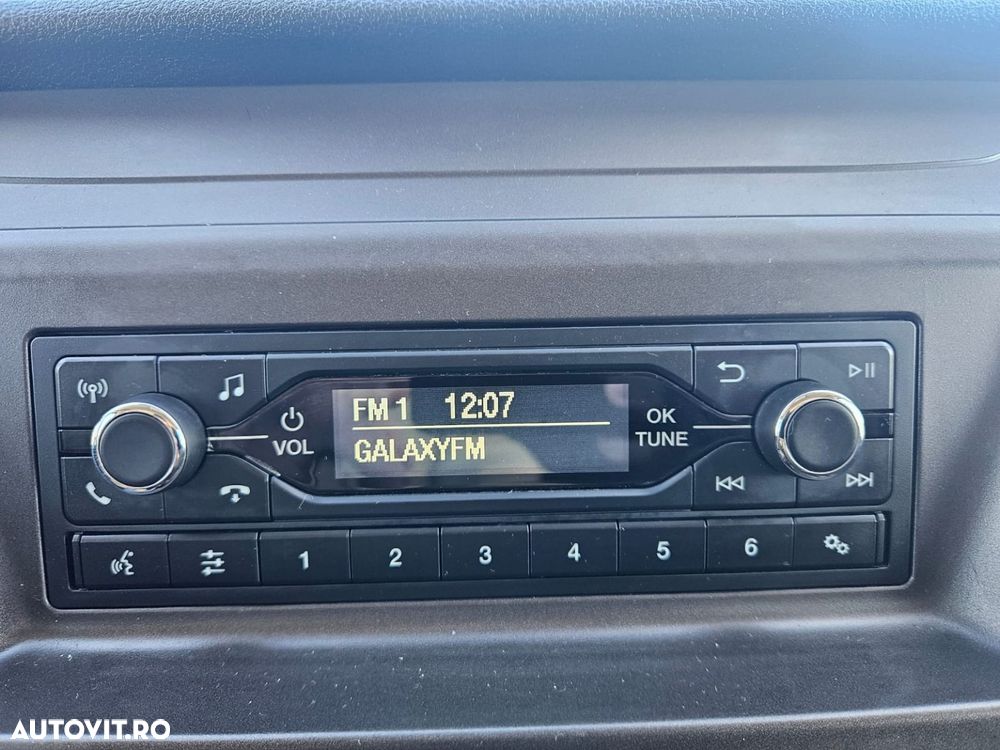 FM 1 12:07
GALAXYFM
VOL
OK
TUNE
1 2 3 4 5 6
AUTOVIT.RO